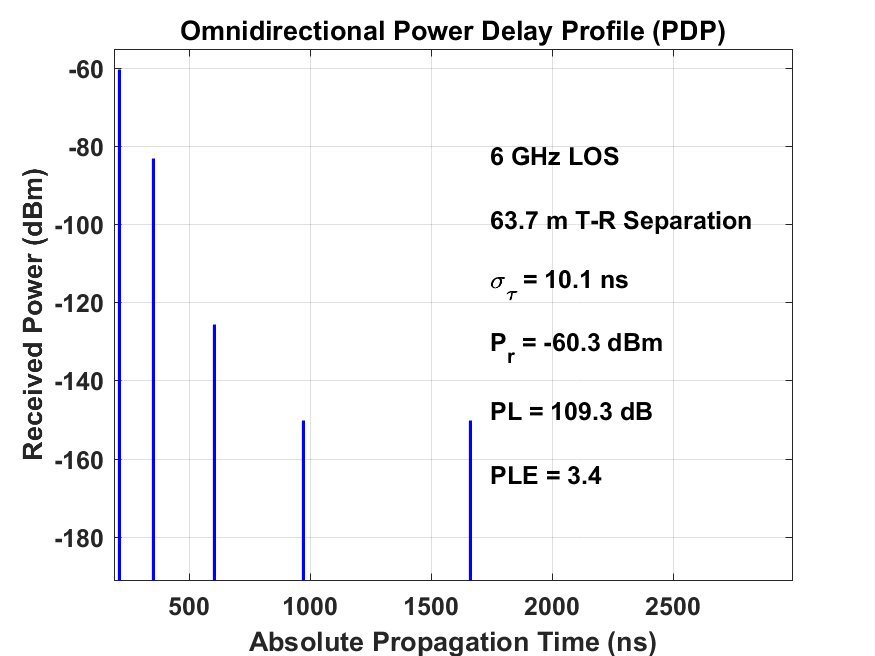 Omnidirectional Power Delay Profile (PDP)
Received Power (dBm)
-60
-80
-100
-120
-140
-160
-180
6 GHz LOS
63.7 m T-R Separation
σ_τ = 10.1 ns
P_r = -60.3 dBm
PL = 109.3 dB
PLE = 3.4
500 1000 1500 2000 2500
Absolute Propagation Time (ns)